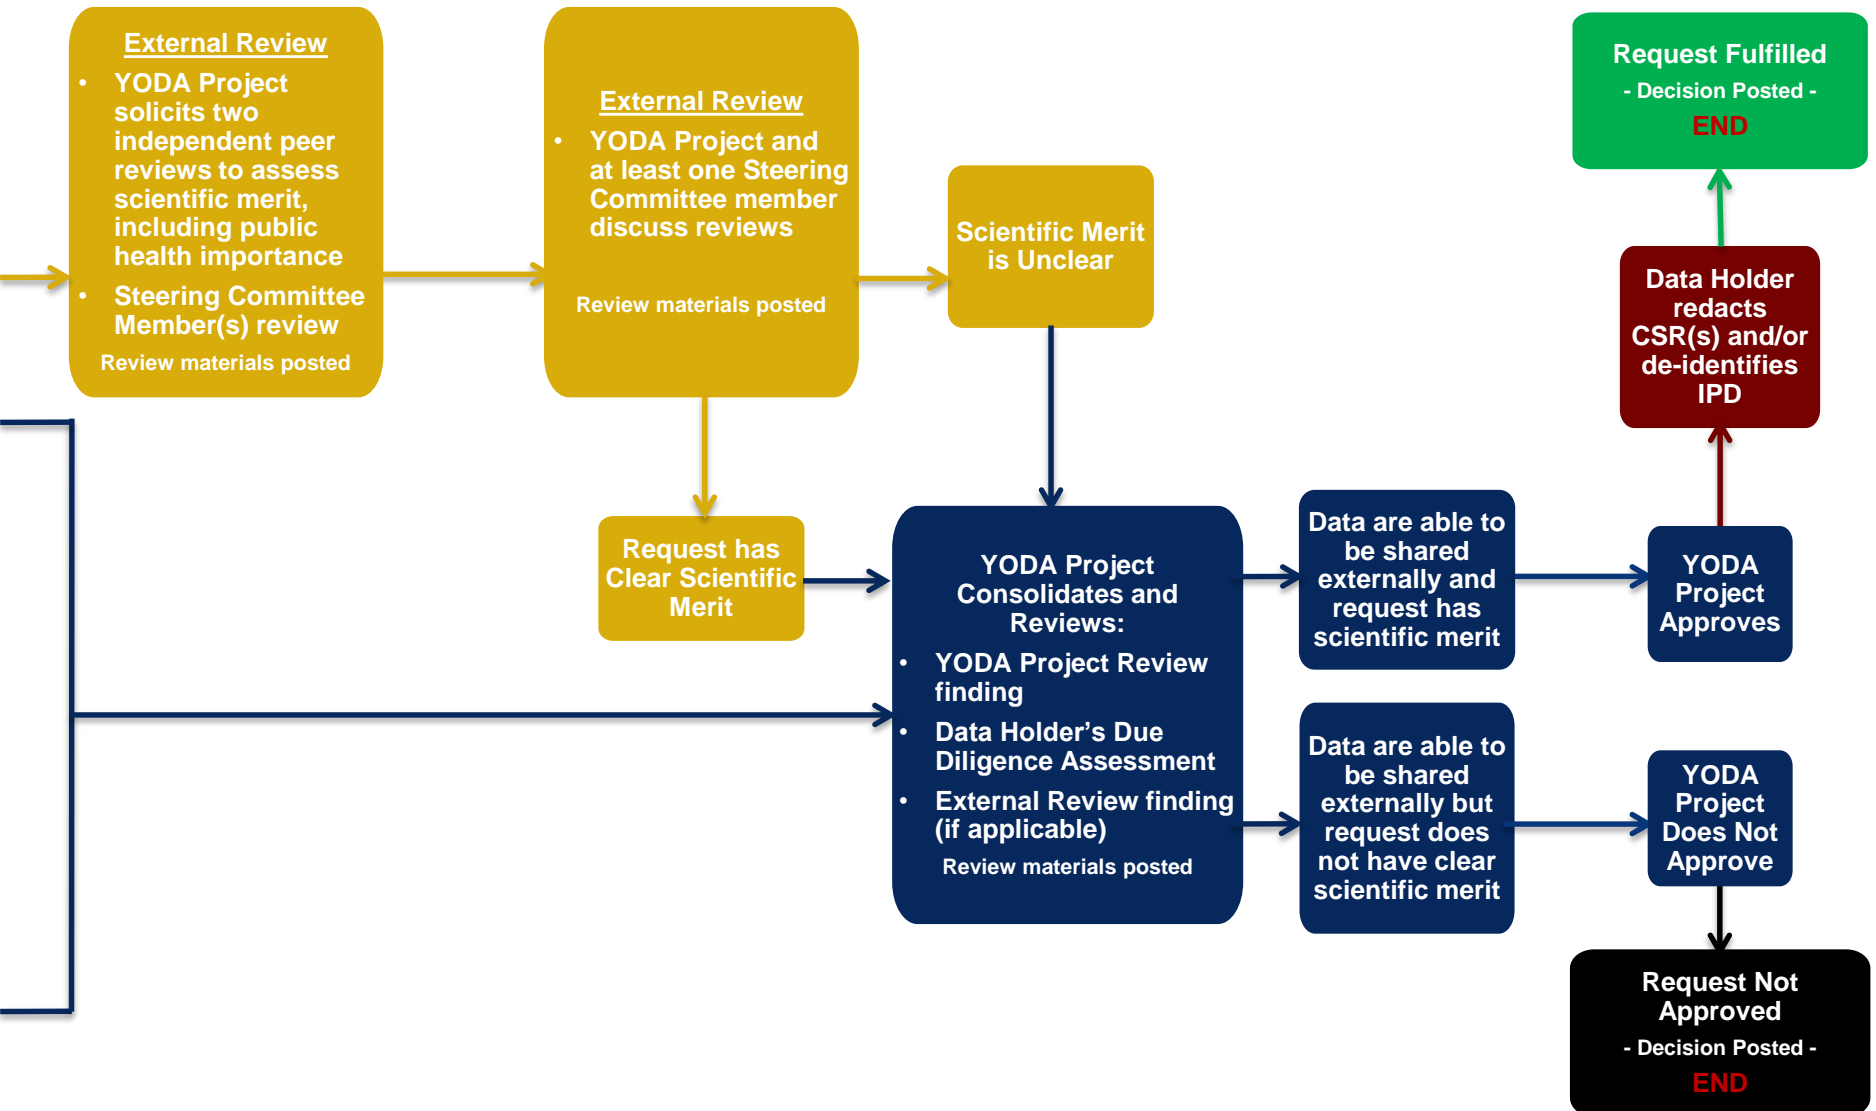 External Review
• YODA Project
solicits two
independent peer
reviews to assess
scientific merit,
including public
health importance
• Steering Committee
Member(s) review
Review materials posted
External Review
• YODA Project and
at least one Steering
Committee member
discuss reviews
Review materials posted
Scientific Merit
is Unclear
Request has
Clear Scientific
Merit
YODA Project
Consolidates and
Reviews:
• YODA Project Review
finding
• Data Holder’s Due
Diligence Assessment
• External Review finding
(if applicable)
Review materials posted
Data are able to
be shared
externally and
request has
scientific merit
YODA
Project
Approves
Data Holder
redacts
CSR(s) and/or
de-identifies
IPD
Request Fulfilled
- Decision Posted -
END
Data are able to
be shared
externally but
request does
not have clear
scientific merit
YODA
Project
Does Not
Approve
Request Not
Approved
- Decision Posted -
END